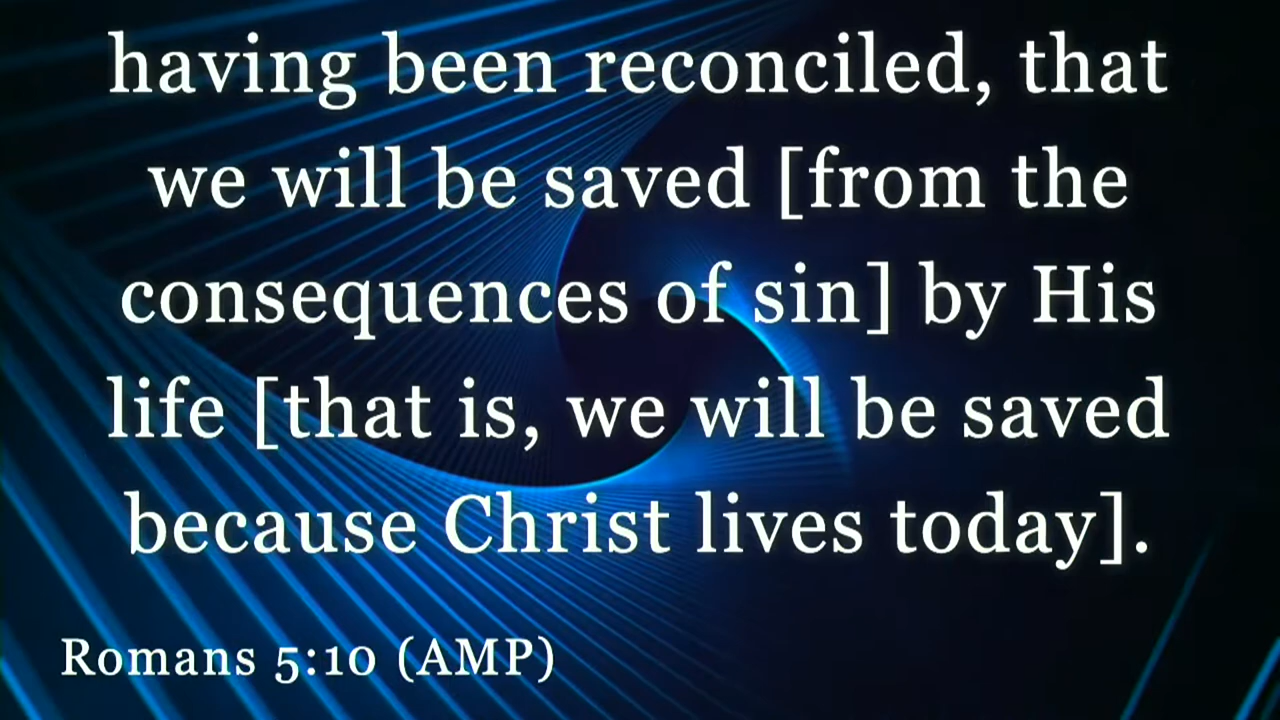 having been reconciled, that
we will be saved [from the
consequences of sin] by His
life [that is, we will be saved
because Christ lives today].
Romans 5:10 (AMP)